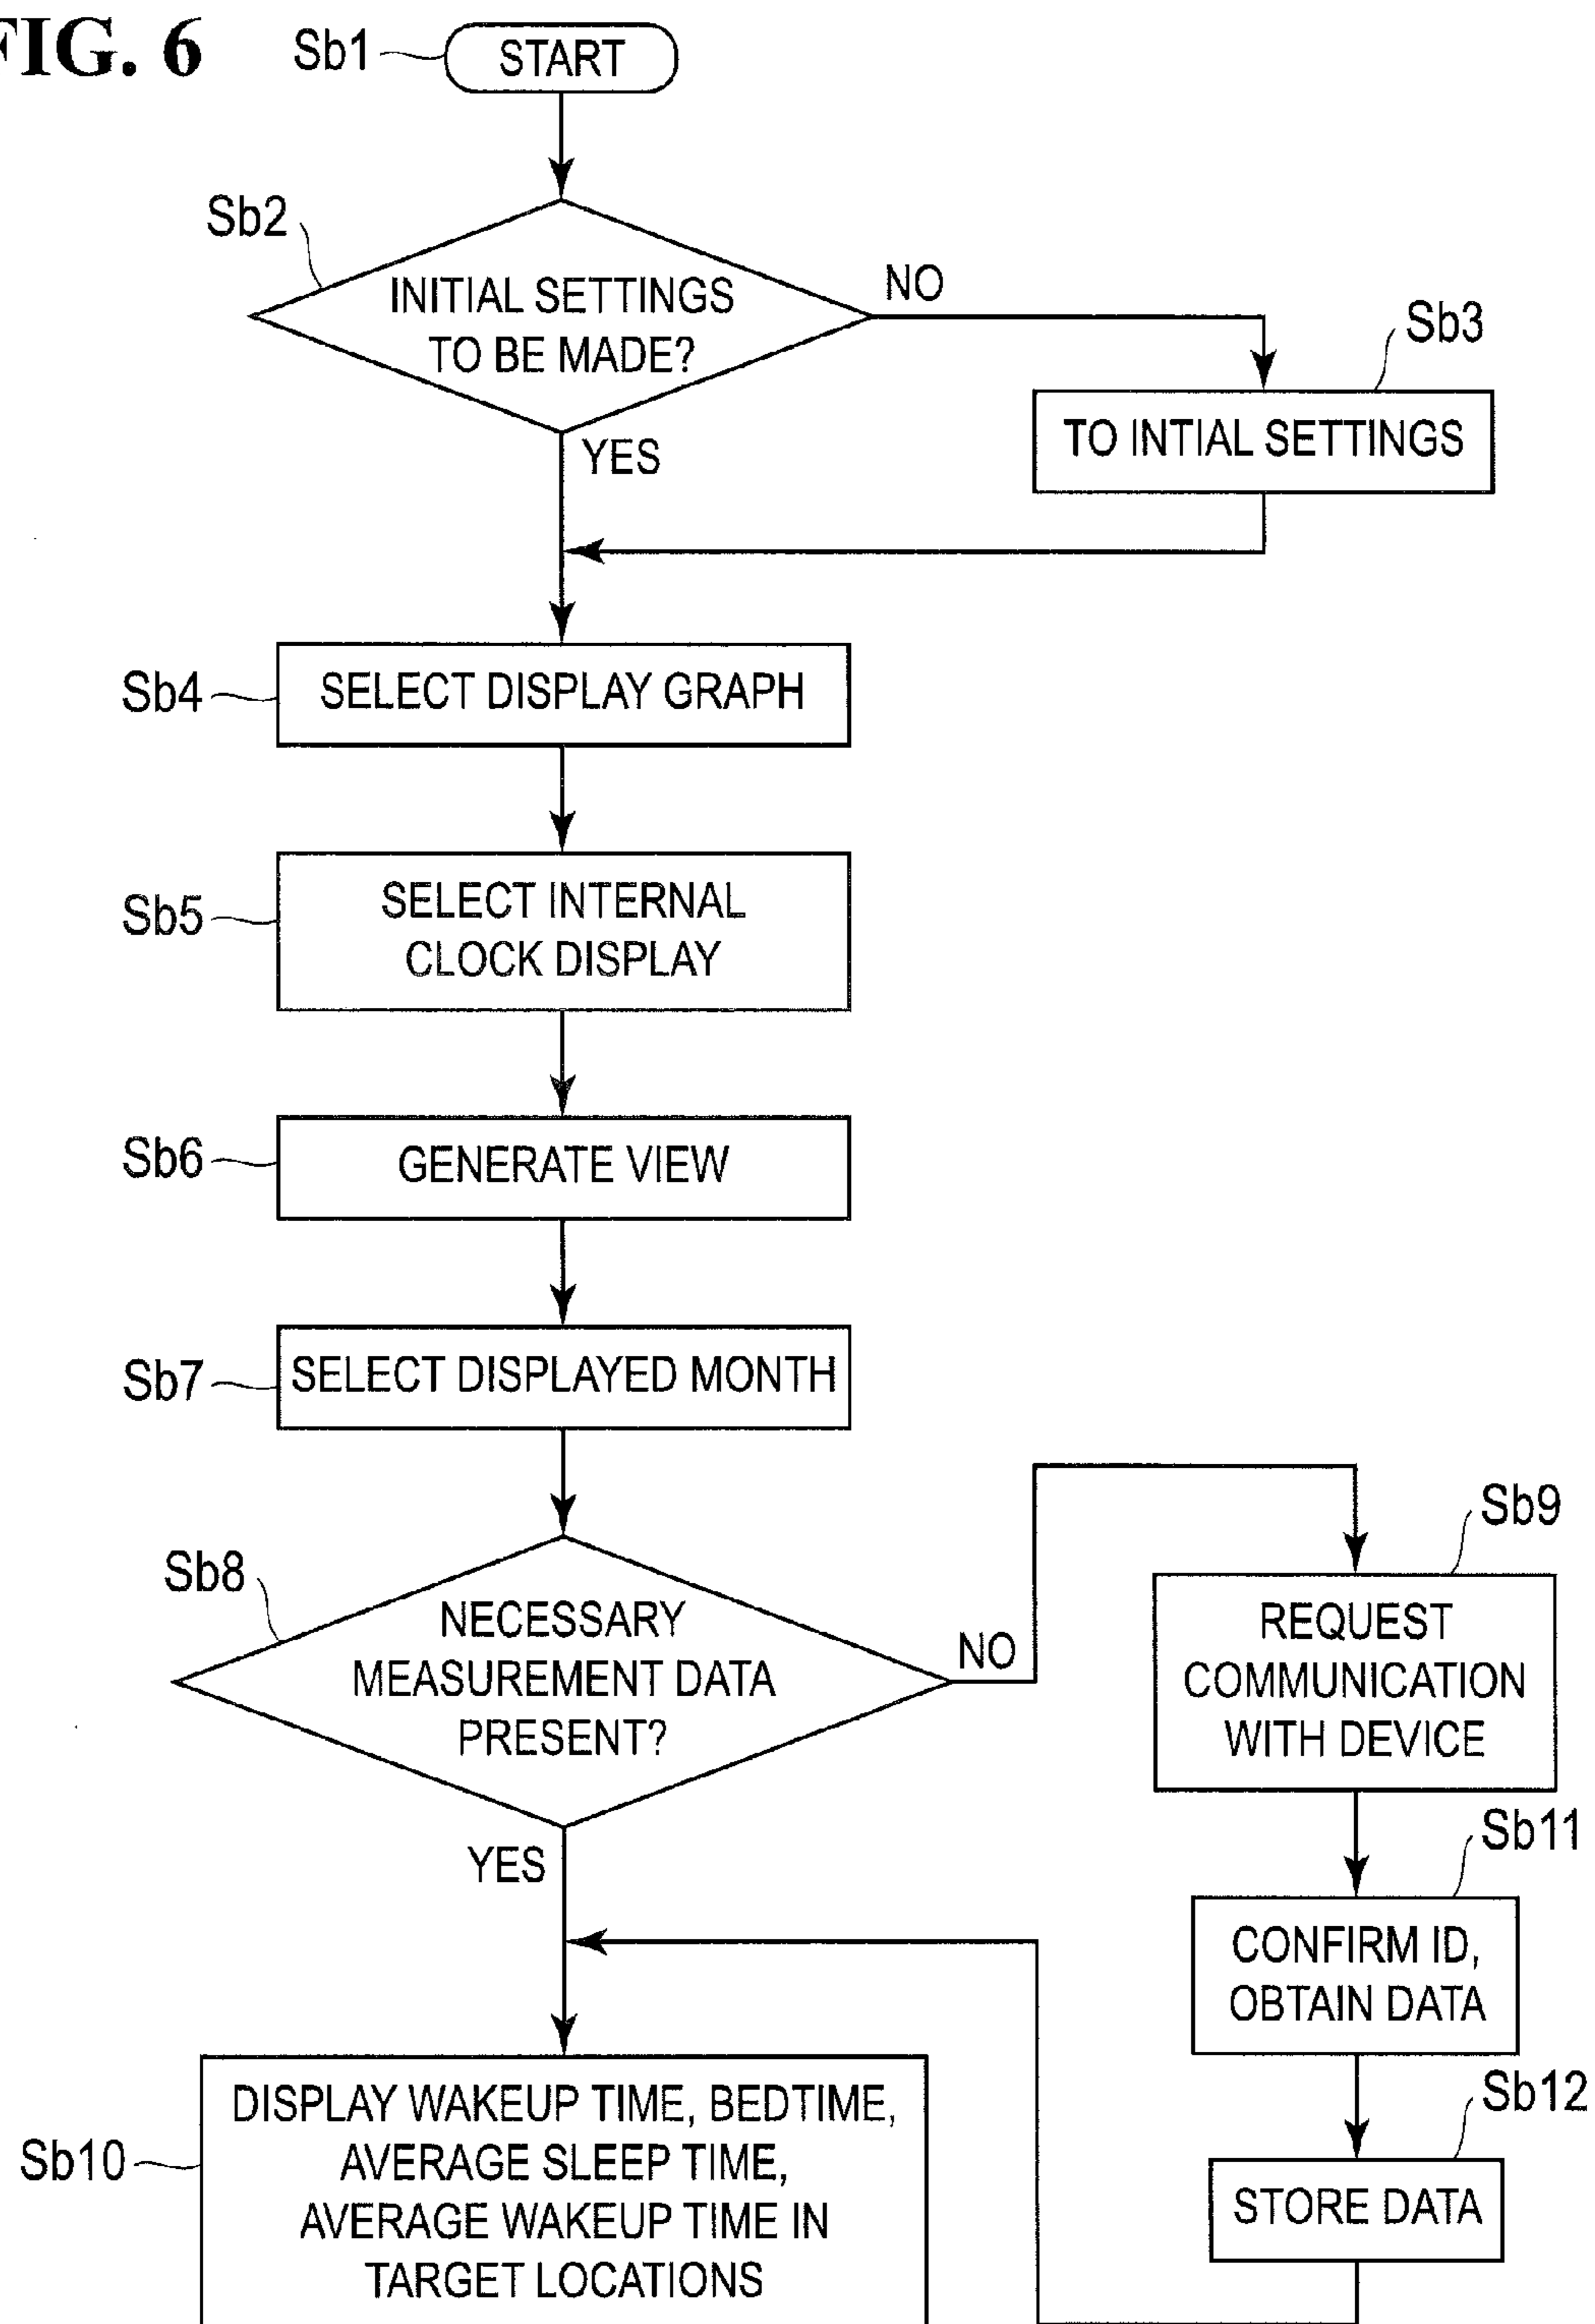 FIG. 6
Sb1
START
Sb2
INITIAL SETTINGS
TO BE MADE?
NO
Sb3
TO INTIAL SETTINGS
YES
Sb4
SELECT DISPLAY GRAPH
Sb5
SELECT INTERNAL
CLOCK DISPLAY
Sb6
GENERATE VIEW
Sb7
SELECT DISPLAYED MONTH
Sb8
NECESSARY
MEASUREMENT DATA
PRESENT?
NO
Sb9
REQUEST
COMMUNICATION
WITH DEVICE
YES
Sb11
CONFIRM ID,
OBTAIN DATA
Sb10
DISPLAY WAKEUP TIME, BEDTIME,
AVERAGE SLEEP TIME,
AVERAGE WAKEUP TIME IN
TARGET LOCATIONS
Sb12
STORE DATA